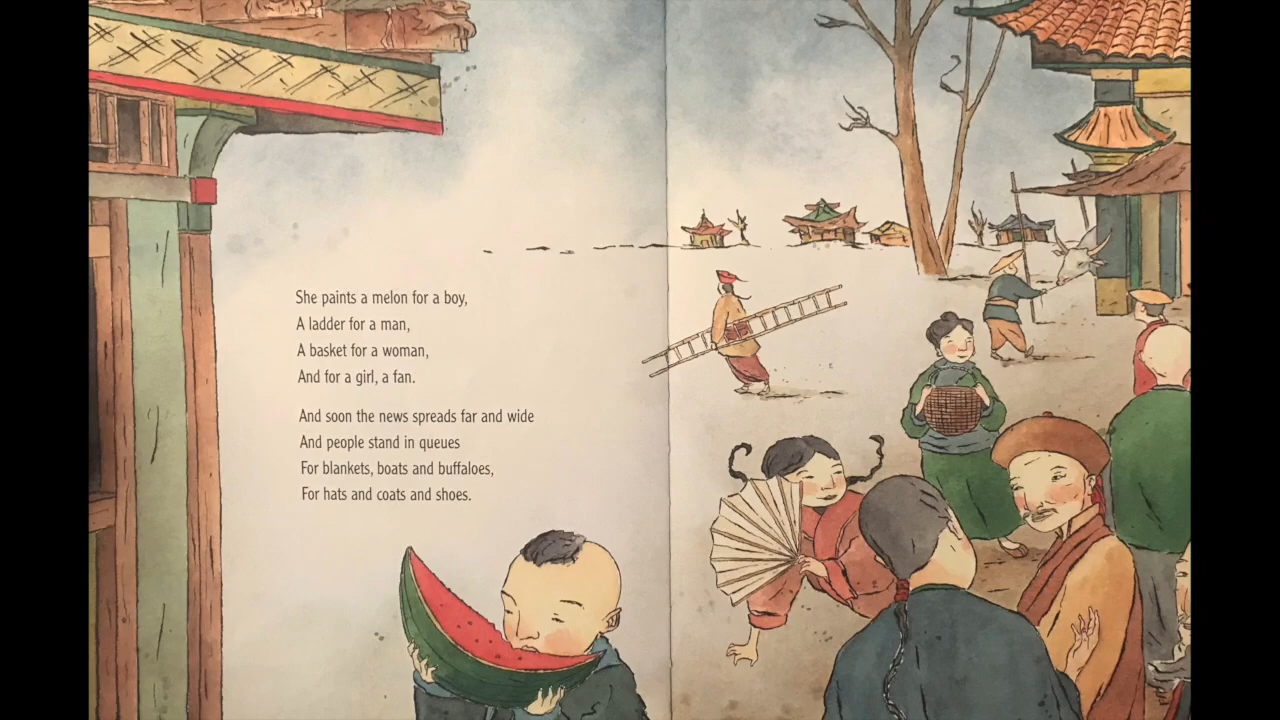 She paints a melon for a boy,
A ladder for a man,
A basket for a woman,
And for a girl, a fan.
And soon the news spreads far and wide
And people stand in queues
For blankets, boats and buffaloes,
For hats and coats and shoes.